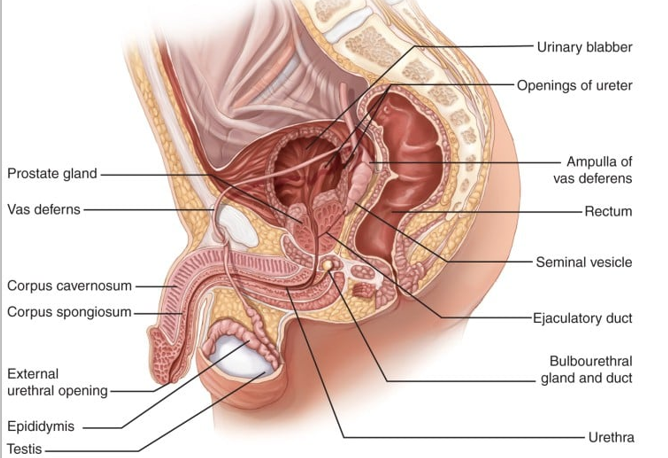 Urinary blabber
Openings of ureter
Prostate gland
Ampulla of
vas deferens
Vas deferns
Rectum
Seminal vesicle
Corpus cavernosum
Corpus spongiosum
Ejaculatory duct
Bulbourethral
gland and duct
External
urethral opening
Epididymis
Urethra
Testis